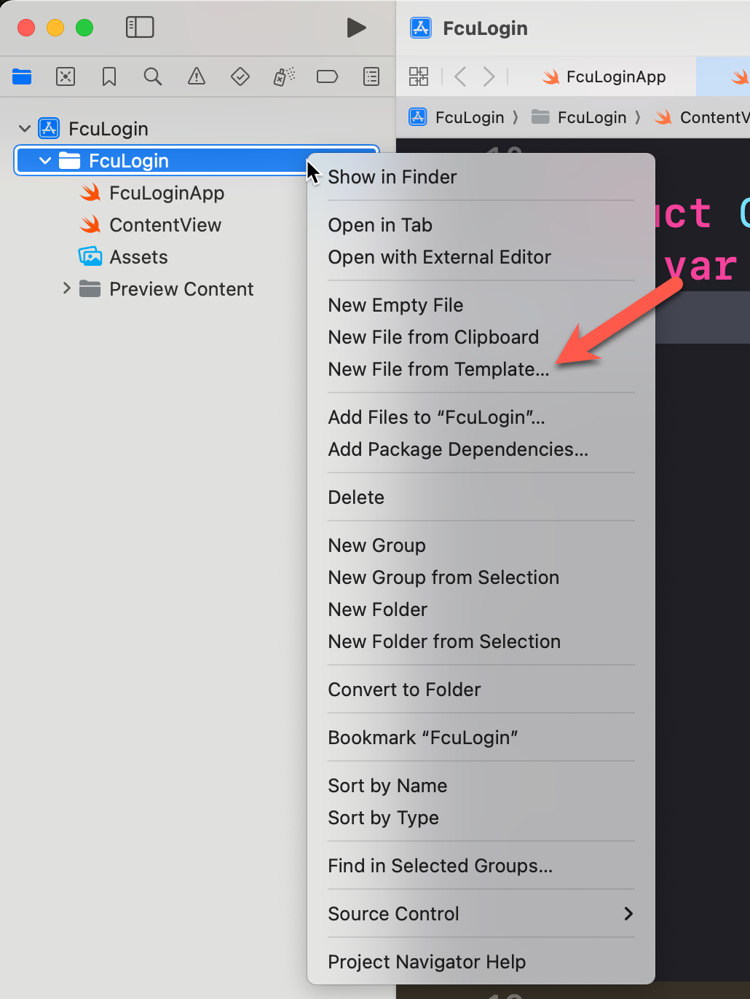 FcuLogin
FcuLoginApp
FcuLogin 〉 FcuLogin 〉 ContentV
FcuLogin
FcuLogin
FcuLoginApp
ContentView
Assets
Preview Content
Show in Finder
Open in Tab
Open with External Editor
New Empty File
New File from Clipboard
New File from Template...
Add Files to “FcuLogin”...
Add Package Dependencies...
Delete
New Group
New Group from Selection
New Folder
New Folder from Selection
Convert to Folder
Bookmark “FcuLogin”
Sort by Name
Sort by Type
Find in Selected Groups...
Source Control
Project Navigator Help
uct C
var